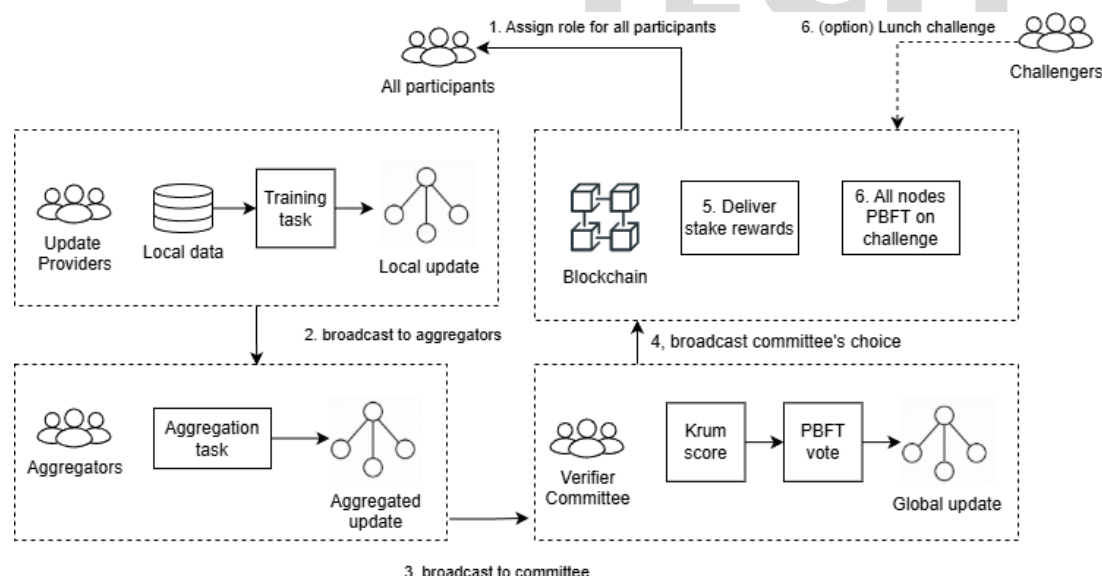 TECH
1. Assign role for all participants
6. (option) Lunch challenge
All participants
Challengers
Update
Providers
Local data
Training
task
Local update
Blockchain
5. Deliver
stake rewards
6. All nodes
PBFT on
challenge
2. broadcast to aggregators
4, broadcast committee's choice
Aggregators
Aggregation
task
Aggregated
update
Verifier
Committee
Krum
score
PBFT
vote
Global update
3. broadcast to committee